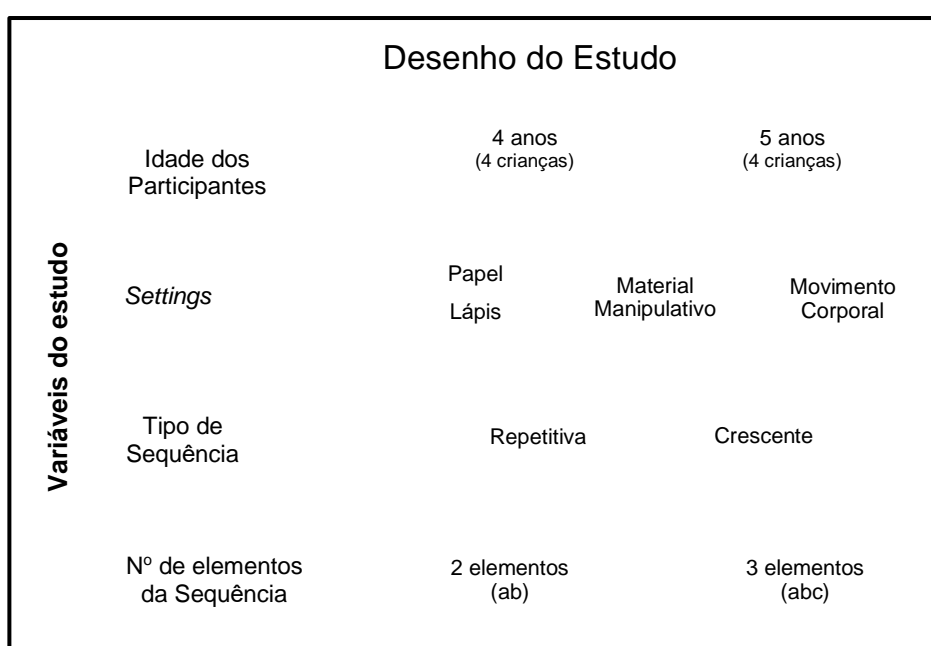 Desenho do Estudo
Variáveis do estudo
Idade dos
Participantes
4 anos
(4 crianças)
5 anos
(4 crianças)
Settings
Papel
Lápis
Material
Manipulativo
Movimento
Corporal
Tipo de
Sequência
Repetitiva
Crescente
Nº de elementos
da Sequência
2 elementos
(ab)
3 elementos
(abc)